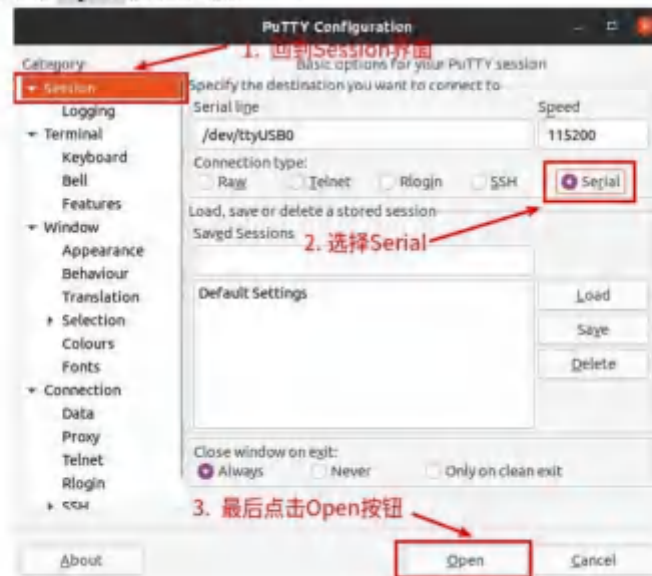 PuTTY Configuration
1. 回到Session界面
Category:
Basic options for your PuTTY session
Session
Logging
Terminal
Keyboard
Bell
Features
Window
Appearance
Behaviour
Translation
Selection
Colours
Fonts
Connection
Data
Proxy
Telnet
Rlogin
SSH
Specify the destination you want to connect to
Serial line
Speed
/dev/ttyUSB0
115200
Connection type:
Raw
Telnet
Rlogin
SSH
Serial
Load, save or delete a stored session
Saved Sessions
2. 选择Serial
Default Settings
Load
Save
Delete
Close window on exit:
Always
Never
Only on clean exit
3. 最后点击Open按钮
About
Open
Cancel